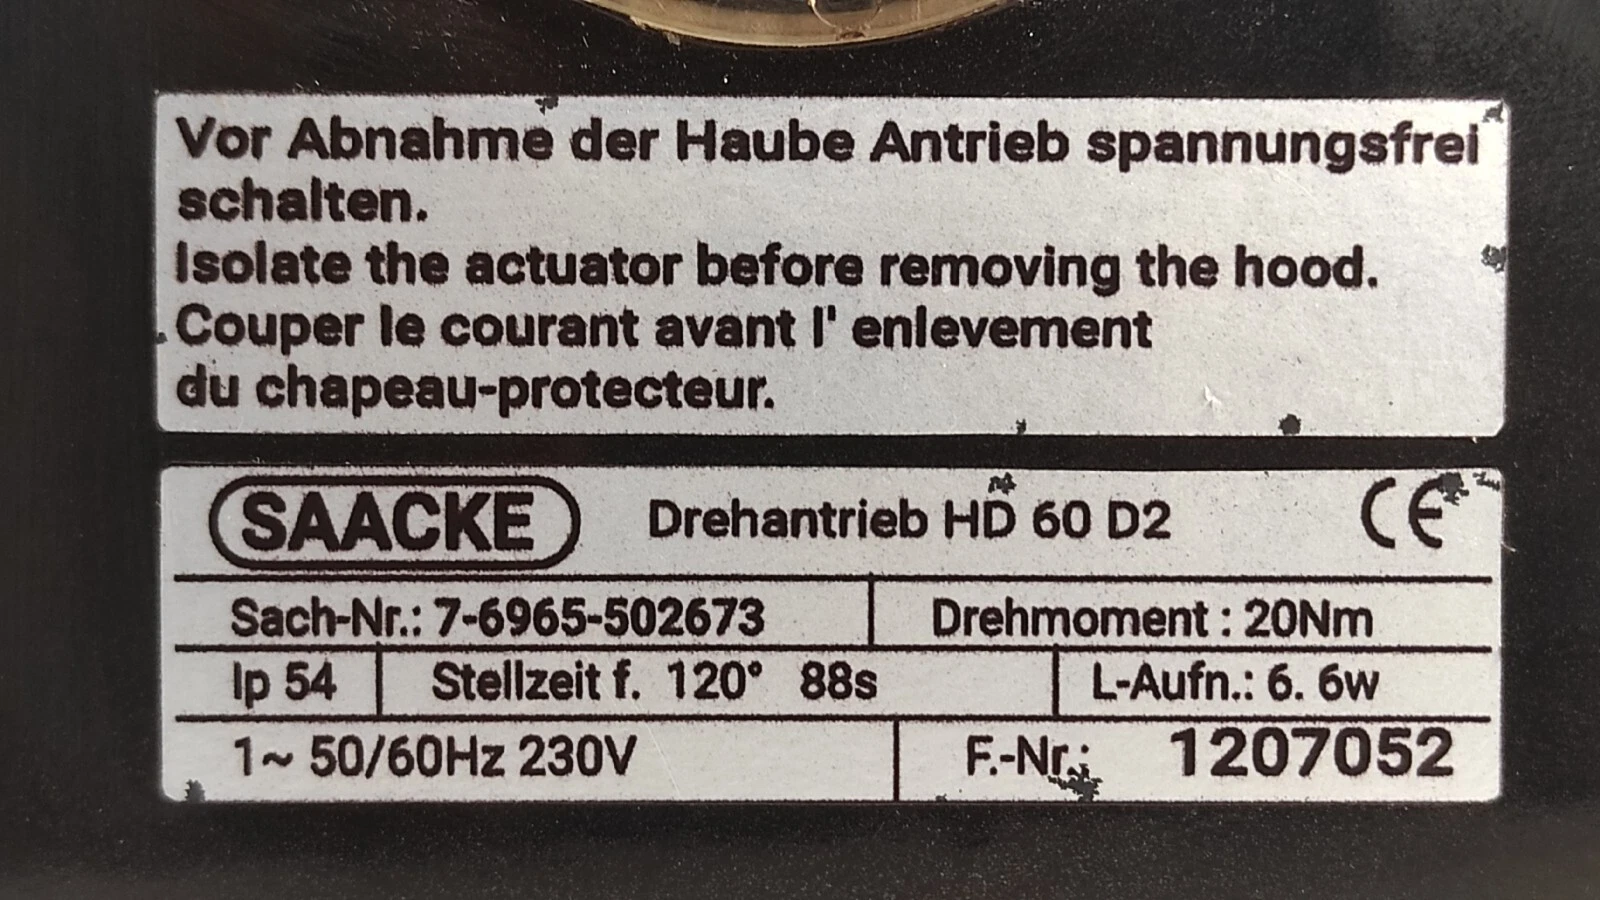 Vor Abnahme der Haube Antrieb spannungsfrei
schalten.
Isolate the actuator before removing the hood.
Couper le courant avant l' enlevement
du chapeau-protecteur.
SAACKE Drehantrieb HD 60 D2 CE
Sach-Nr.: 7-6965-502673 Drehmoment : 20Nm
Ip 54 Stellzeit f. 120° 88s L-Aufn.: 6. 6w
1~ 50/60Hz 230V F.-Nr.: 1207052